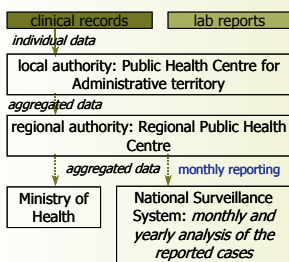 clinical records
lab reports
individual data
local authority: Public Health Centre for
Administrative territory
aggregated data
regional authority: Regional Public Health
Centre
aggregated data
monthly reporting
Ministry of
Health
National Surveillance
System: monthly and
yearly analysis of the
reported cases